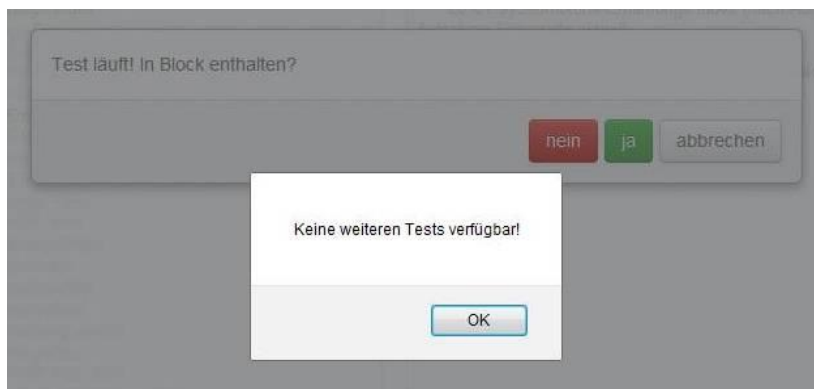 Test läuft! In Block enthalten?
nein ja abbrechen
Keine weiteren Tests verfügbar!
OK